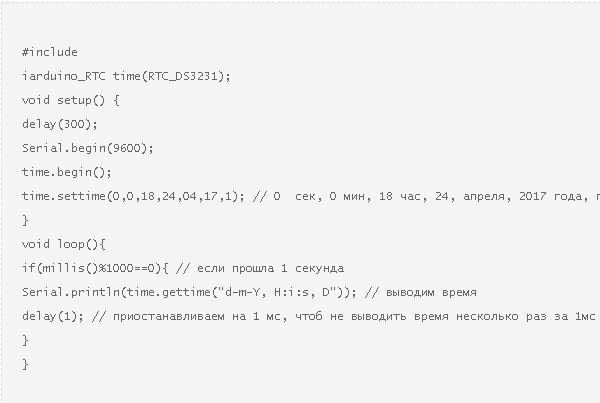 #include
iarduino_RTC time(RTC_DS3231);
void setup() {
delay(300);
Serial.begin(9600);
time.begin();
time.settime(0,0,18,24,04,17,1); // 0  сек, 0 мин, 18 час, 24, апреля, 2017 года,
}
void loop(){
if(millis()%1000==0){ // если прошла 1 секунда
Serial.println(time.gettime("d-m-Y, H:i:s, D")); // выводим время
delay(1); // приостанавливаем на 1 мс, чтоб не выводить время несколько раз за 1мс
}
}